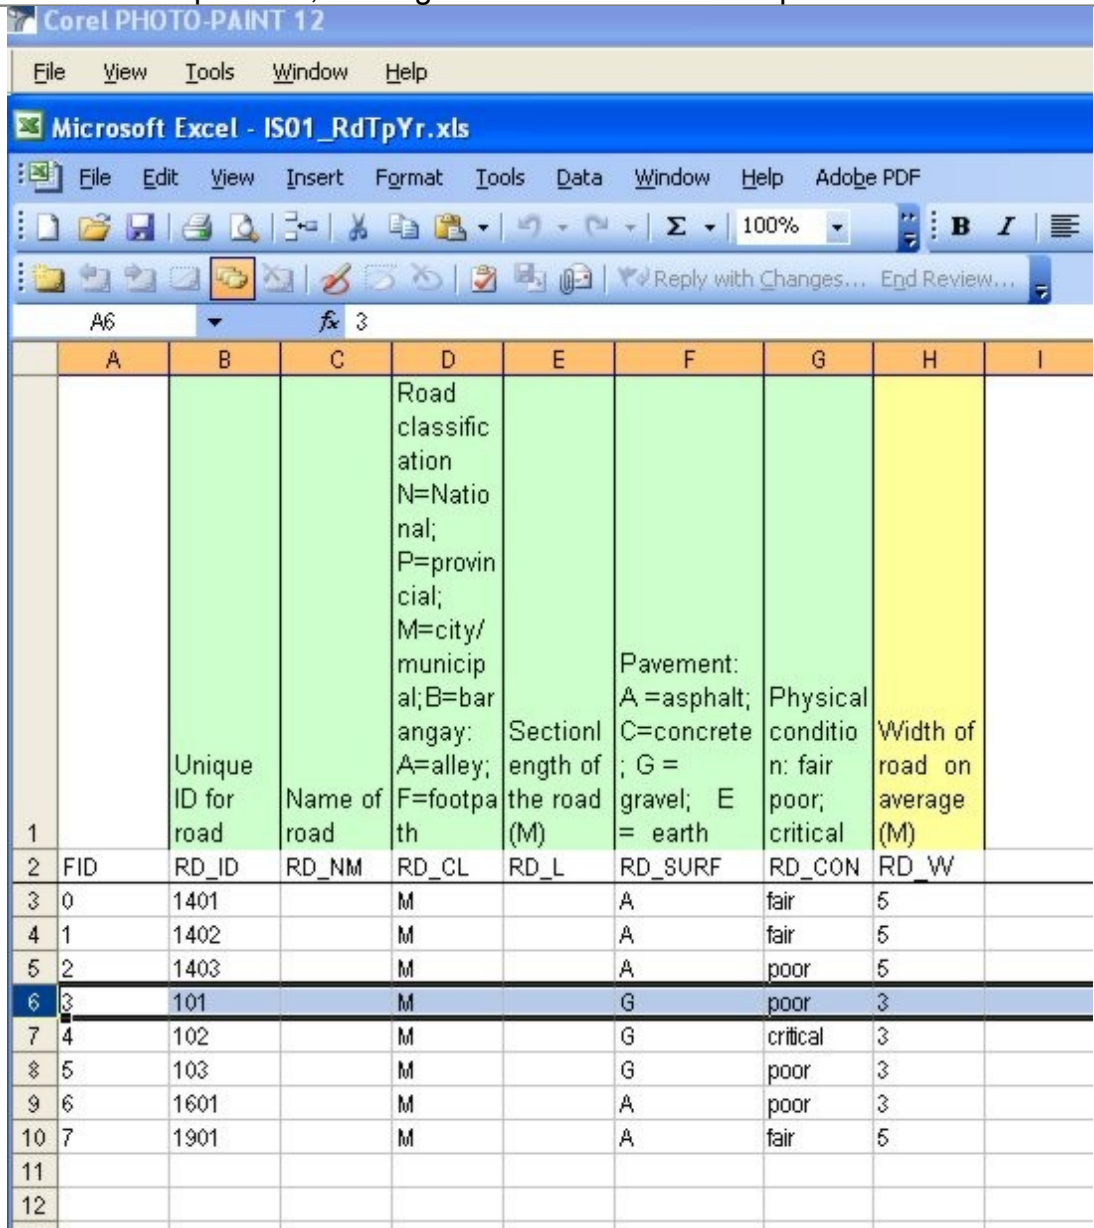 Corel PHOTO-PAINT 12
File View Tools Window Help
Microsoft Excel - IS01_RdTpYr.xls
File Edit View Insert Format Tools Data Window Help Adobe PDF
Σ 100% B I
Reply with Changes... End Review...
A6 fx 3
A B C D E F G H I
Road
classific
ation
N=Natio
nal;
P=provin
cial;
M=city/
municip
al;B=bar
angay:
A=alley;
F=footpa
th
Unique
ID for
road
Name of
road
Sectionl
ength of
the road
(M)
Pavement:
A =asphalt;
C=concrete
; G =
gravel; E
= earth
Physical
conditio
n: fair
poor;
critical
Width of
road on
average
(M)
1
2 FID RD_ID RD_NM RD_CL RD_L RD_SURF RD_CON RD_W
3 0 1401 M A fair 5
4 1 1402 M A fair 5
5 2 1403 M A poor 5
6 3 101 M G poor 3
7 4 102 M G critical 3
8 5 103 M G poor 3
9 6 1601 M A poor 3
10 7 1901 M A fair 5
11
12